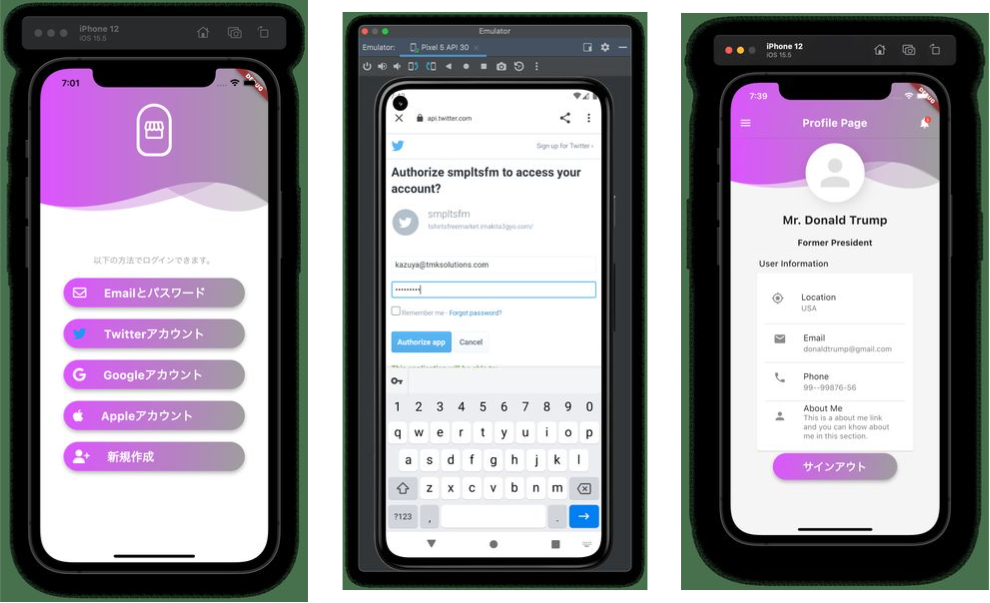 iPhone 12
iOS 15.5
7:01
DEBUG
以下の方法でログインできます。
Emailとパスワード
Twitterアカウント
Googleアカウント
Appleアカウント
新規作成
Emulator
Emulator:
Pixel 5 API 30
api.twitter.com
Sign up for Twitter ›
Authorize smpltsfm to access your
account?
smpltsfm
kazuya@tmksolutions.com
Remember me · Forgot password?
Authorize app
Cancel
This application will be able to:
1 2 3 4 5 6 7 8 9 0
q w e r t y u i o p
a s d f g h j k l
z x c v b n m
?123 , .
iPhone 12
iOS 15.5
7:39
DEBUG
Profile Page
Mr. Donald Trump
Former President
User Information
Location
USA
Email
donaldtrump@gmail.com
Phone
99--99876-56
About Me
This is a about me link
and you can khow about
me in this section.
サインアウト